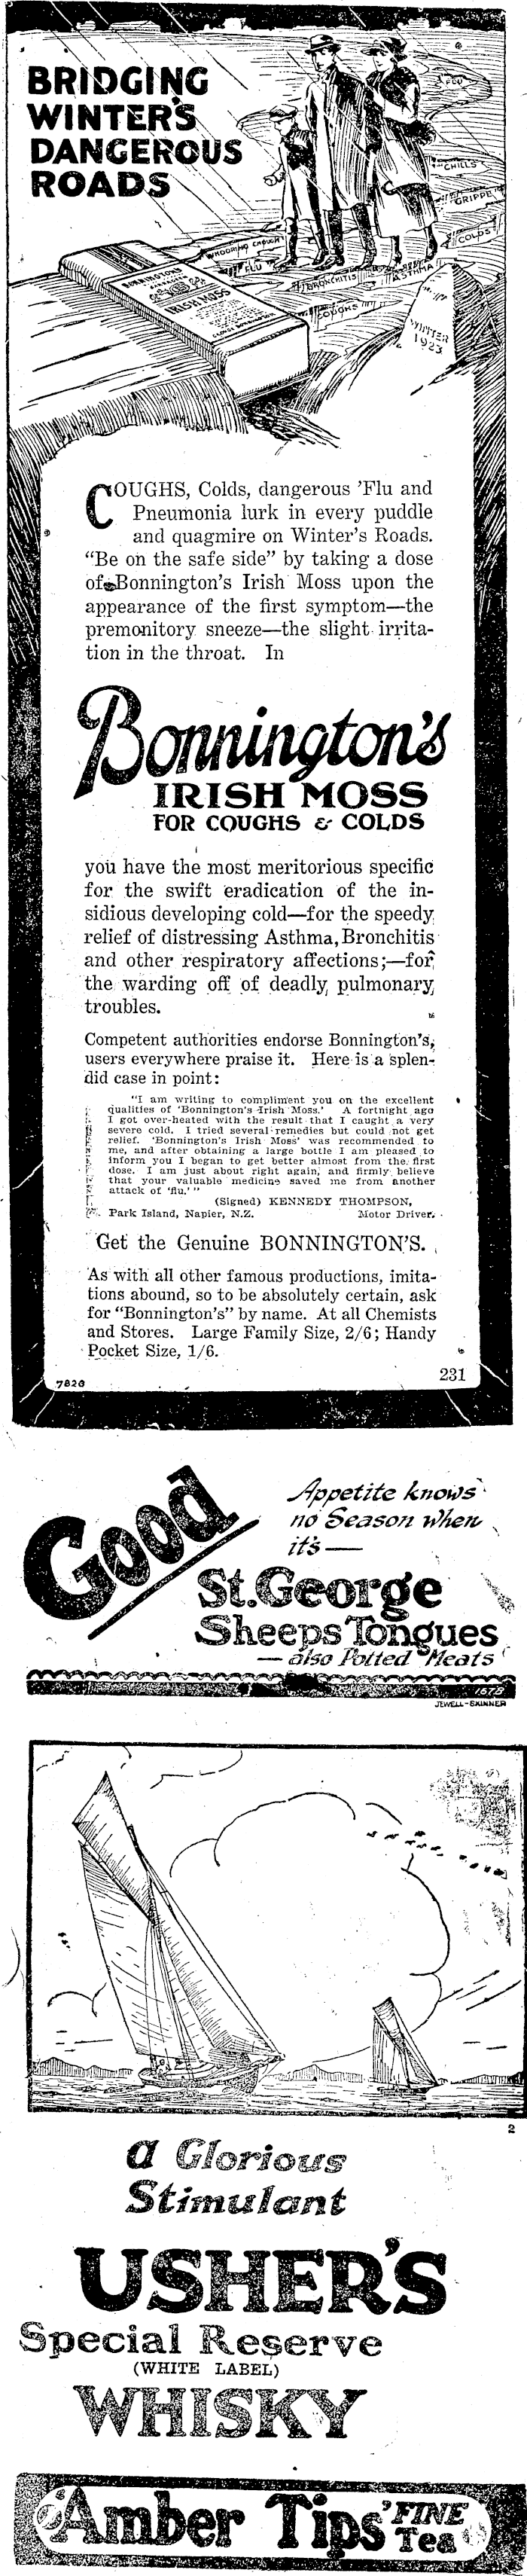 BRIDGING
WINTER'S
DANGEROUS
ROADS
FLU
CHILLS
GRIPPE
COLDS
WHOOPING COUGH
FLU
BRONCHITIS
ASTHMA
COUGHS
BONNINGTON'S
IRISH MOSS
WINTER
1923
COUGHS, Colds, dangerous 'Flu and
Pneumonia lurk in every puddle
and quagmire on Winter's Roads.
"Be on the safe side" by taking a dose
of Bonnington's Irish Moss upon the
appearance of the first symptom—the
premonitory sneeze—the slight irrita-
tion in the throat. In
Bonnington's
IRISH MOSS
FOR COUGHS & COLDS
you have the most meritorious specific
for the swift eradication of the in-
sidious developing cold—for the speedy
relief of distressing Asthma, Bronchitis
and other respiratory affections;—for
the warding off of deadly pulmonary
troubles.
Competent authorities endorse Bonnington's,
users everywhere praise it. Here is a splen-
did case in point:
"I am writing to compliment you on the excellent
qualities of 'Bonnington's Irish Moss.' A fortnight ago
I got over-heated with the result that I caught a very
severe cold. I tried several remedies but could not get
relief. 'Bonnington's Irish Moss' was recommended to
me, and after obtaining a large bottle I am pleased to
inform you I began to get better almost from the first
dose. I am just about right again, and firmly believe
that your valuable medicine saved me from another
attack of 'flu.' "
(Signed) KENNEDY THOMPSON,
Park Island, Napier, N.Z. Motor Driver.
Get the Genuine BONNINGTON'S.
As with all other famous productions, imita-
tions abound, so to be absolutely certain, ask
for "Bonnington's" by name. At all Chemists
and Stores. Large Family Size, 2/6; Handy
Pocket Size, 1/6.
231
Good
Appetite knows
no Season when
it's—
St.George
Sheeps Tongues
— also Potted Meats
1578
JEWELL-SKINNER
2
a Glorious
Stimulant
USHER'S
Special Reserve
(WHITE LABEL)
WHISKY
'Amber Tips' FINE
Tea